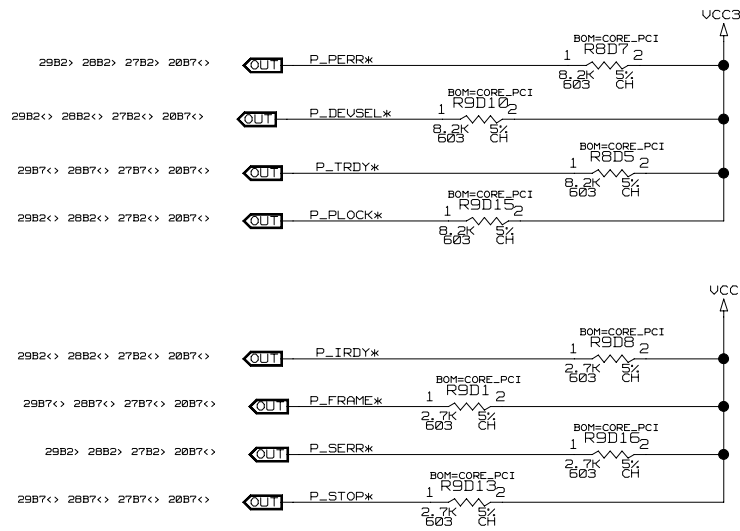 VCC3
BOM=CORE_PCI
29B2> 28B2> 27B2> 20B7<> OUT P_PERR* 1 R8D7 2
8.2K 5%
603 CH
BOM=CORE_PCI
29B2<> 28B2<> 27B2<> 20B7<> OUT P_DEVSEL* 1 R9D10 2
8.2K 5%
603 CH
BOM=CORE_PCI
29B7<> 28B7<> 27B7<> 20B7<> OUT P_TRDY* 1 R8D5 2
8.2K 5%
603 CH
BOM=CORE_PCI
29B2<> 28B2<> 27B2<> 20B7<> OUT P_PLOCK* 1 R9D15 2
8.2K 5%
603 CH
VCC
BOM=CORE_PCI
29B2<> 28B2<> 27B2<> 20B7<> OUT P_IRDY* 1 R9D8 2
2.7K 5%
603 CH
BOM=CORE_PCI
29B7<> 28B7<> 27B7<> 20B7<> OUT P_FRAME* 1 R9D1 2
2.7K 5%
603 CH
BOM=CORE_PCI
29B2> 28B2> 27B2> 20B7<> OUT P_SERR* 1 R9D16 2
2.7K 5%
603 CH
BOM=CORE_PCI
29B7<> 28B7<> 27B7<> 20B7<> OUT P_STOP* 1 R9D13 2
2.7K 5%
603 CH